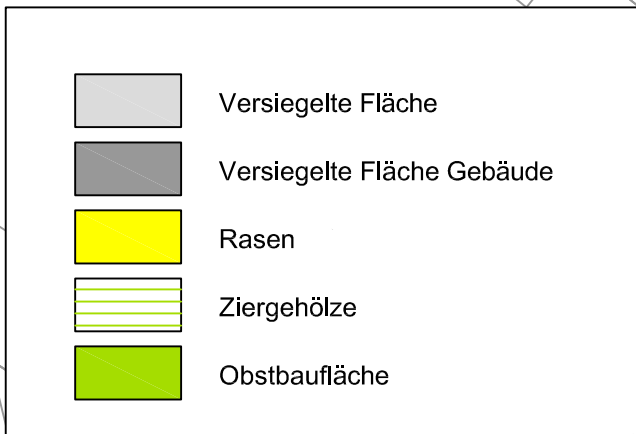 Versiegelte Fläche
Versiegelte Fläche Gebäude
Rasen
Ziergehölze
Obstbaufläche